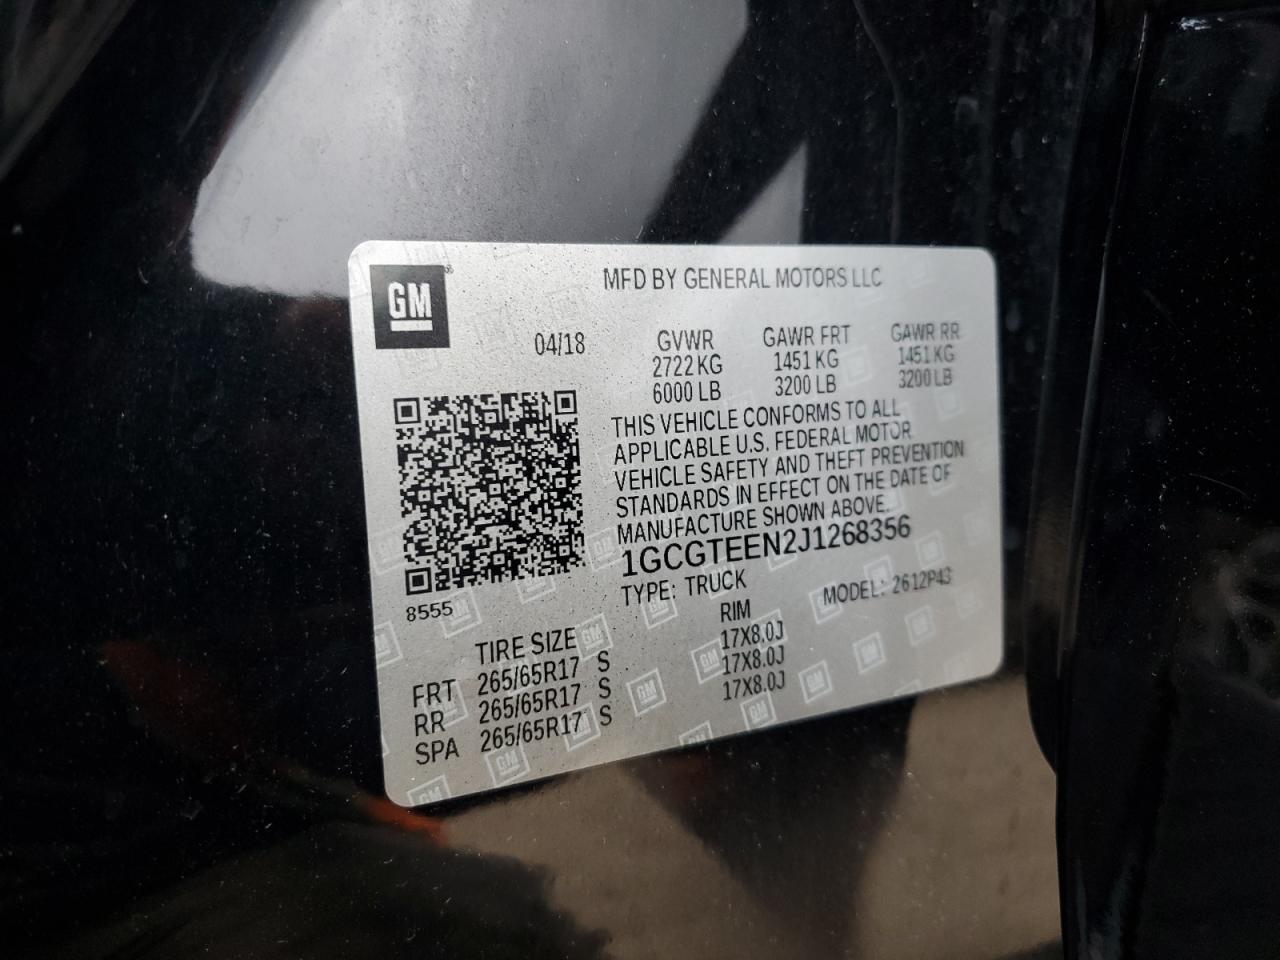 GM
MFD BY GENERAL MOTORS LLC
04/18 GVWR GAWR FRT GAWR RR
2722 KG 1451 KG 1451 KG
6000 LB 3200 LB 3200 LB
THIS VEHICLE CONFORMS TO ALL
APPLICABLE U.S. FEDERAL MOTOR
VEHICLE SAFETY AND THEFT PREVENTION
STANDARDS IN EFFECT ON THE DATE OF
MANUFACTURE SHOWN ABOVE.
1GCGTEEN2J1268356
TYPE: TRUCK MODEL: 2612P43
8555
TIRE SIZE RIM
FRT 265/65R17 S 17X8.0J
RR 265/65R17 S 17X8.0J
SPA 265/65R17 S 17X8.0J